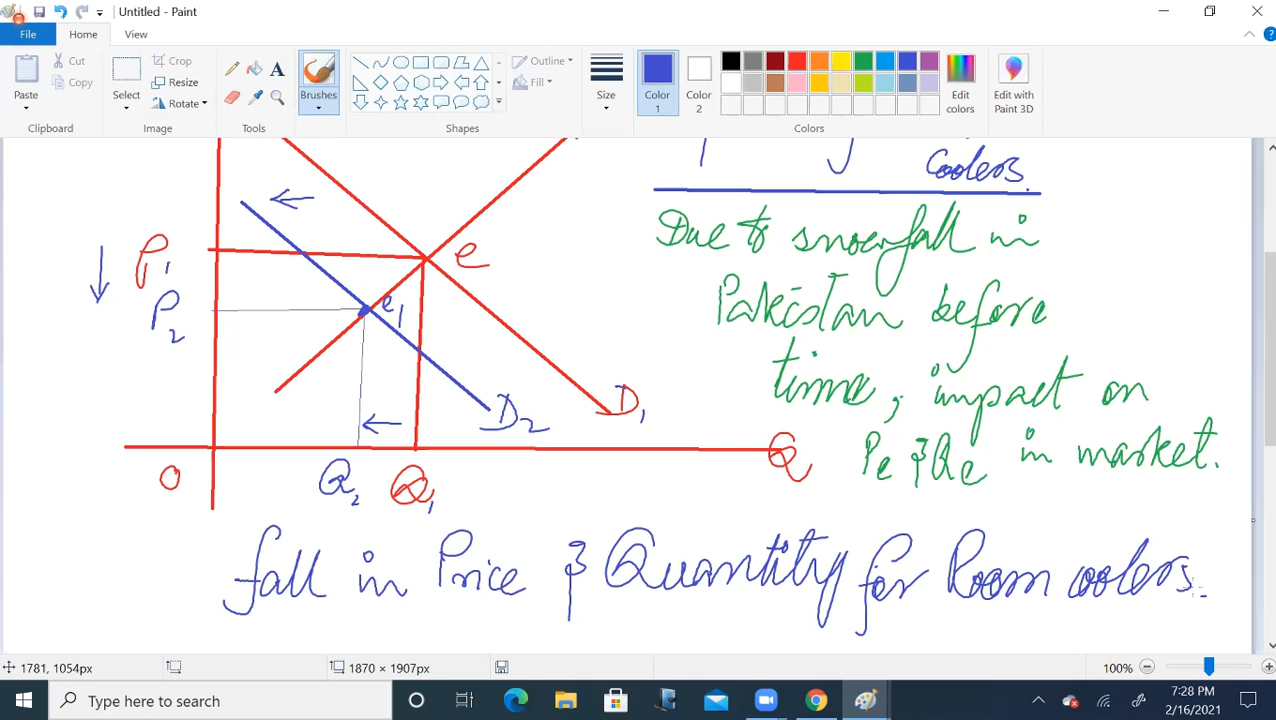 Untitled - Paint
File
Home
View
Paste
Cut
Copy
Clipboard
Select
Crop
Resize
Rotate
Image
A
Tools
Brushes
Outline
Fill
Shapes
Size
Color 1
Color 2
Edit colors
Edit with Paint 3D
Colors
Coolers.
Due to snowfall in
Pakistan before
time, impact on
Pe & Qe in market.
P1
P2
e
e1
D1
D2
O
Q2
Q1
Q
fall in Price & Quantity for Room coolers.
1781, 1054px
1870 × 1907px
100%
Type here to search
7:28 PM
2/16/2021